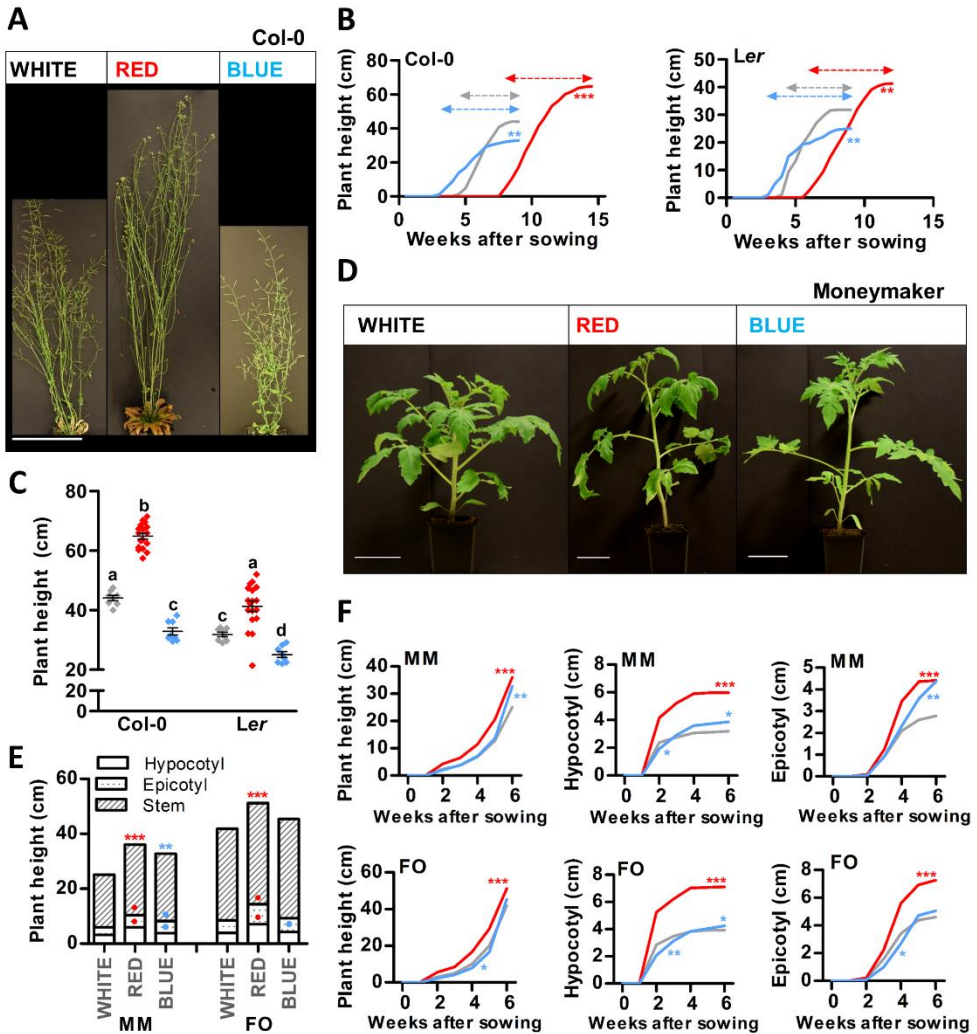 A
Col-0
WHITE RED BLUE
B
Col-0
Plant height (cm)
80
60
40
20
0
***
**
0 5 10 15
Weeks after sowing
Ler
Plant height (cm)
50
40
30
20
10
0
**
**
0 5 10 15
Weeks after sowing
C
Plant height (cm)
80
60
40
20
20
0
a b c c a d
Col-0 Ler
D
Moneymaker
WHITE RED BLUE
E
Hypocotyl
Epicotyl
Stem
Plant height (cm)
60
40
20
0
*** ** ***
WHITE RED BLUE WHITE RED BLUE
MM FO
F
MM
Plant height (cm)
40
30
20
10
0
***
**
0 2 4 6
Weeks after sowing
MM
Hypocotyl (cm)
8
6
4
2
0
***
*
*
0 2 4 6
Weeks after sowing
MM
Epicotyl (cm)
5
4
3
2
1
0
***
**
0 2 4 6
Weeks after sowing
FO
Plant height (cm)
60
40
20
0
***
*
0 2 4 6
Weeks after sowing
FO
Hypocotyl (cm)
8
6
4
2
0
***
*
**
0 2 4 6
Weeks after sowing
FO
Epicotyl (cm)
8
6
4
2
0
***
*
0 2 4 6
Weeks after sowing